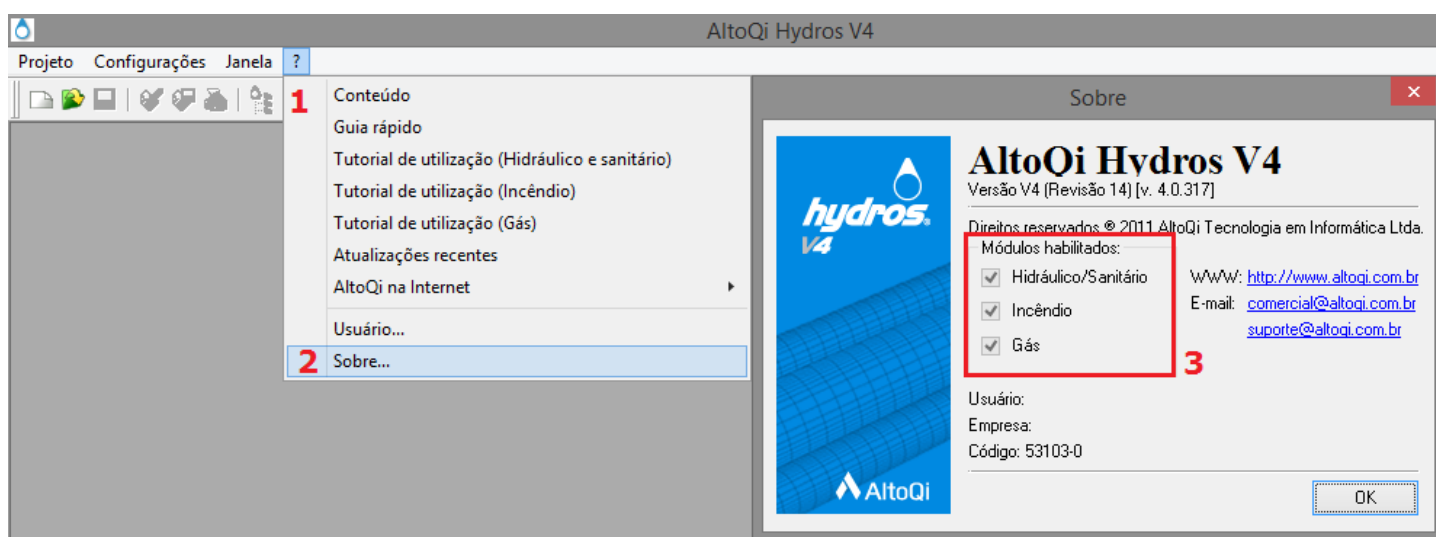 AltoQi Hydros V4
Projeto Configurações Janela ?
1
Conteúdo
Guia rápido
Tutorial de utilização (Hidráulico e sanitário)
Tutorial de utilização (Incêndio)
Tutorial de utilização (Gás)
Atualizações recentes
AltoQi na Internet
Usuário...
2 Sobre...
Sobre
hydros.
V4
AltoQi
AltoQi Hydros V4
Versão V4 (Revisão 14) [v. 4.0.317]
Direitos reservados ® 2011 AltoQi Tecnologia em Informática Ltda.
Módulos habilitados:
Hidráulico/Sanitário
Incêndio
Gás
3
WWW: http://www.altoqi.com.br
E-mail: comercial@altoqi.com.br
suporte@altoqi.com.br
Usuário:
Empresa:
Código: 53103-0
OK